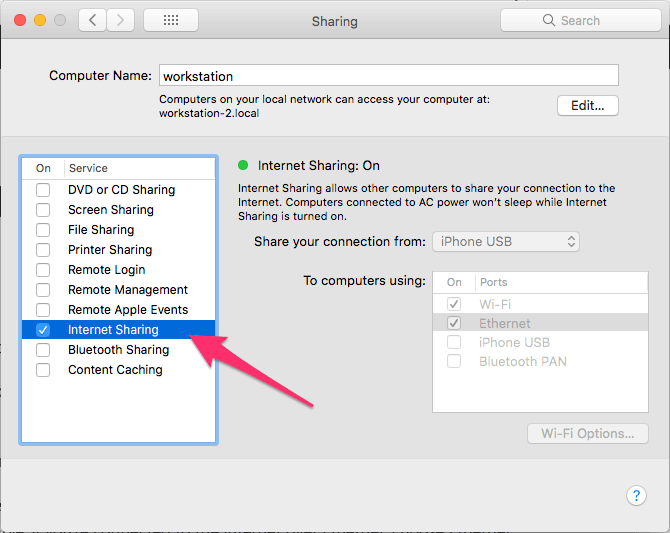 Sharing
Search
Computer Name: workstation
Computers on your local network can access your computer at:
workstation-2.local
Edit...
On Service
DVD or CD Sharing
Screen Sharing
File Sharing
Printer Sharing
Remote Login
Remote Management
Remote Apple Events
Internet Sharing
Bluetooth Sharing
Content Caching
Internet Sharing: On
Internet Sharing allows other computers to share your connection to the
Internet. Computers connected to AC power won't sleep while Internet
Sharing is turned on.
Share your connection from: iPhone USB
To computers using:
On Ports
Wi-Fi
Ethernet
iPhone USB
Bluetooth PAN
Wi-Fi Options...
?